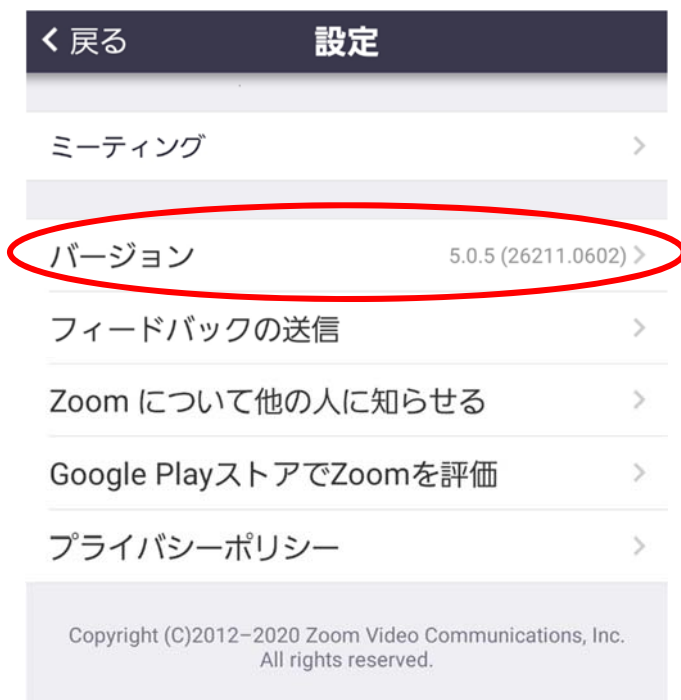 戻る 設定
ミーティング
バージョン 5.0.5 (26211.0602)
フィードバックの送信
Zoom について他の人に知らせる
Google PlayストアでZoomを評価
プライバシーポリシー
Copyright (C)2012–2020 Zoom Video Communications, Inc.
All rights reserved.